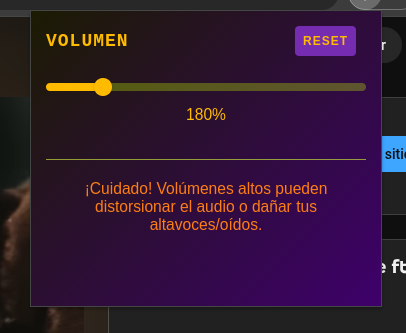 VOLUMEN
RESET
180%
¡Cuidado! Volúmenes altos pueden
distorsionar el audio o dañar tus
altavoces/oídos.